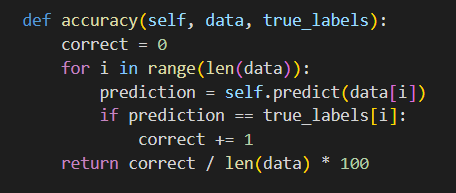 def accuracy(self, data, true_labels):
    correct = 0
    for i in range(len(data)):
        prediction = self.predict(data[i])
        if prediction == true_labels[i]:
            correct += 1
    return correct / len(data) * 100